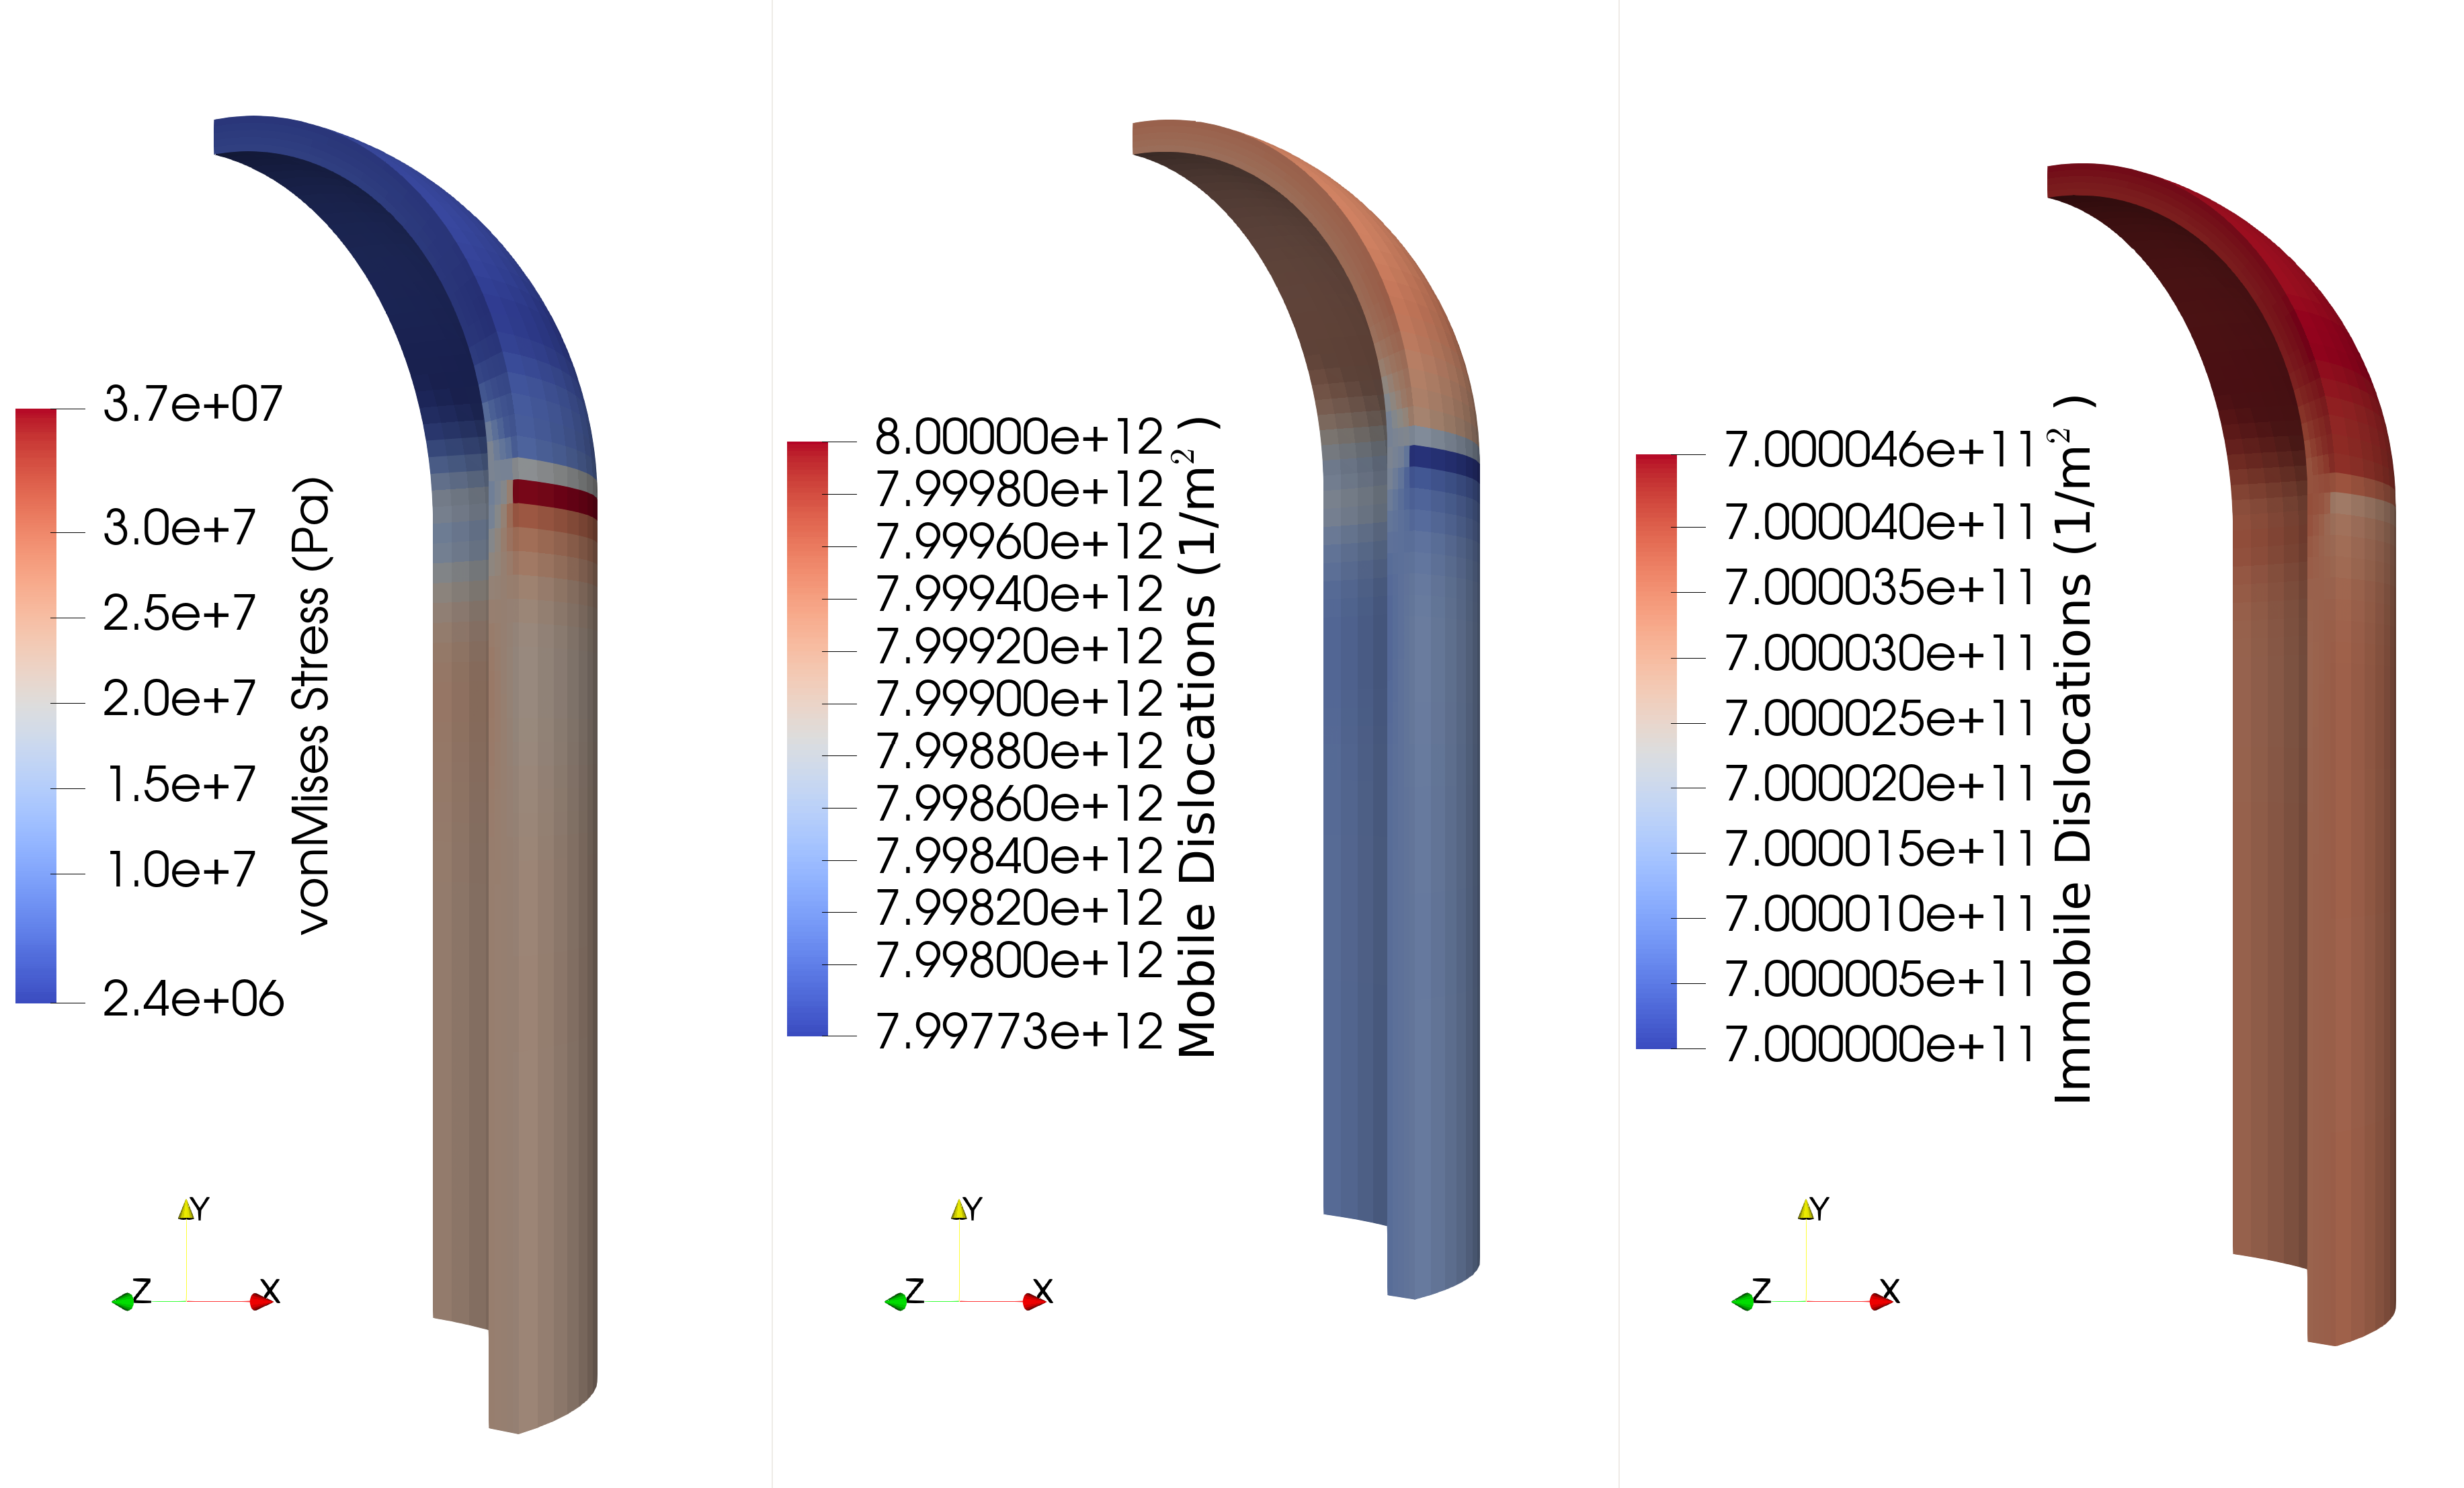 3.7e+07
3.0e+7
2.5e+7
2.0e+7
1.5e+7
1.0e+7
2.4e+06
vonMises Stress (Pa)
Y
Z
X
8.00000e+12
7.99980e+12
7.99960e+12
7.99940e+12
7.99920e+12
7.99900e+12
7.99880e+12
7.99860e+12
7.99840e+12
7.99820e+12
7.99800e+12
7.99773e+12
Mobile Dislocations (1/m²)
Y
Z
X
7.000046e+11
7.000040e+11
7.000035e+11
7.000030e+11
7.000025e+11
7.000020e+11
7.000015e+11
7.000010e+11
7.000005e+11
7.000000e+11
Immobile Dislocations (1/m²)
Y
Z
X